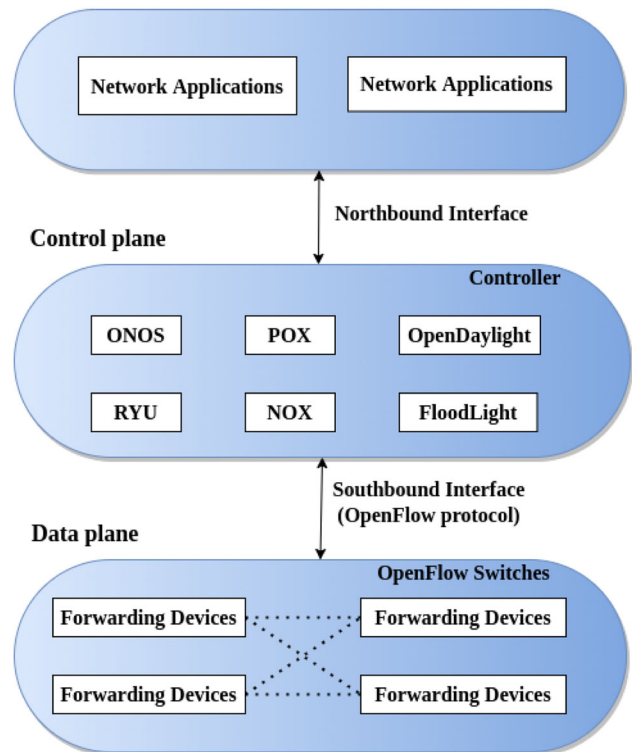 Network Applications
Network Applications
Northbound Interface
Control plane
Controller
ONOS
POX
OpenDaylight
RYU
NOX
FloodLight
Southbound Interface
(OpenFlow protocol)
Data plane
OpenFlow Switches
Forwarding Devices
Forwarding Devices
Forwarding Devices
Forwarding Devices